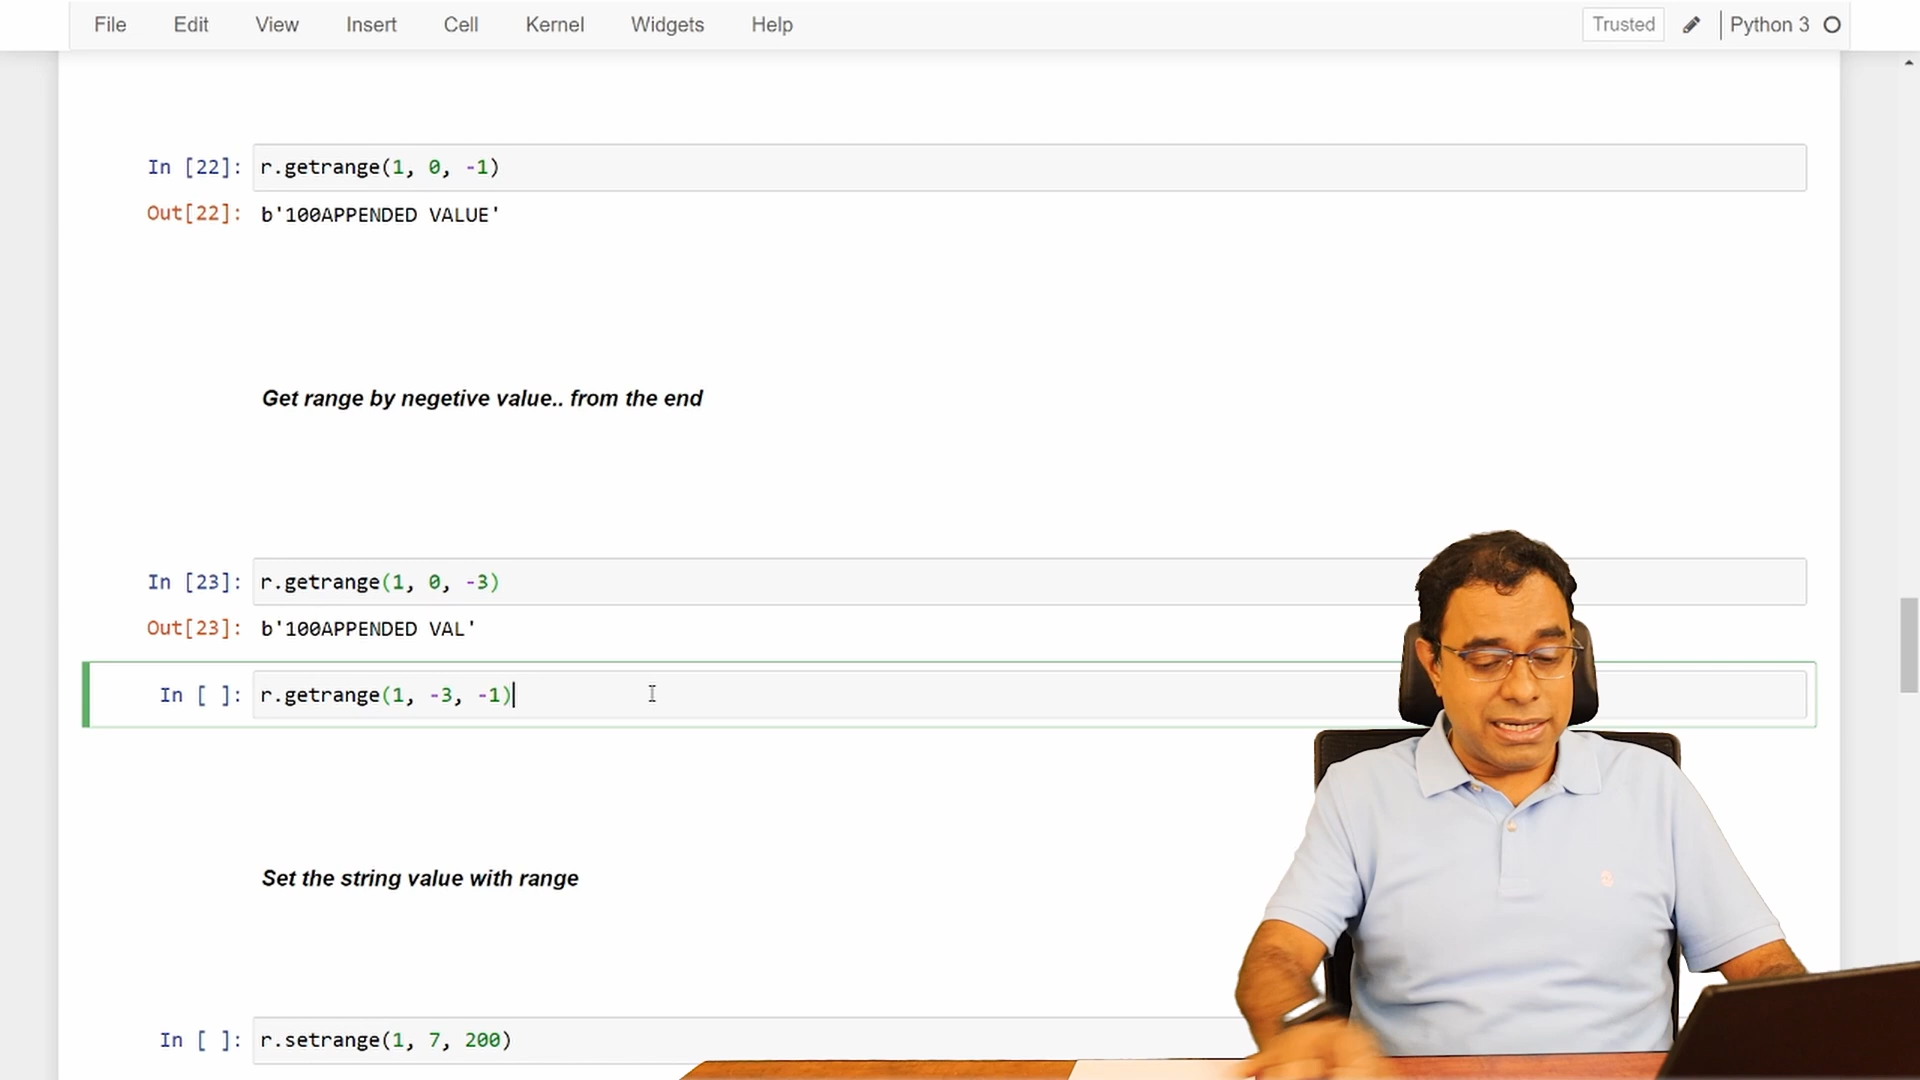 File Edit View Insert Cell Kernel Widgets Help Trusted Python 3
In [22]: r.getrange(1, 0, -1)
Out[22]: b'100APPENDED VALUE'
Get range by negetive value.. from the end
In [23]: r.getrange(1, 0, -3)
Out[23]: b'100APPENDED VAL'
In [ ]: r.getrange(1, -3, -1)
Set the string value with range
In [ ]: r.setrange(1, 7, 200)